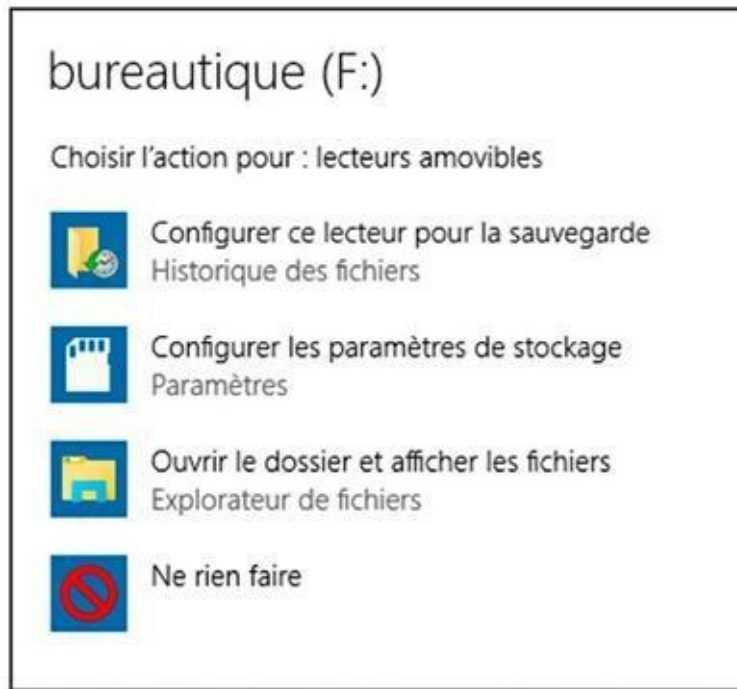 bureautique (F:)
Choisir l'action pour : lecteurs amovibles
Configurer ce lecteur pour la sauvegarde
Historique des fichiers
Configurer les paramètres de stockage
Paramètres
Ouvrir le dossier et afficher les fichiers
Explorateur de fichiers
Ne rien faire